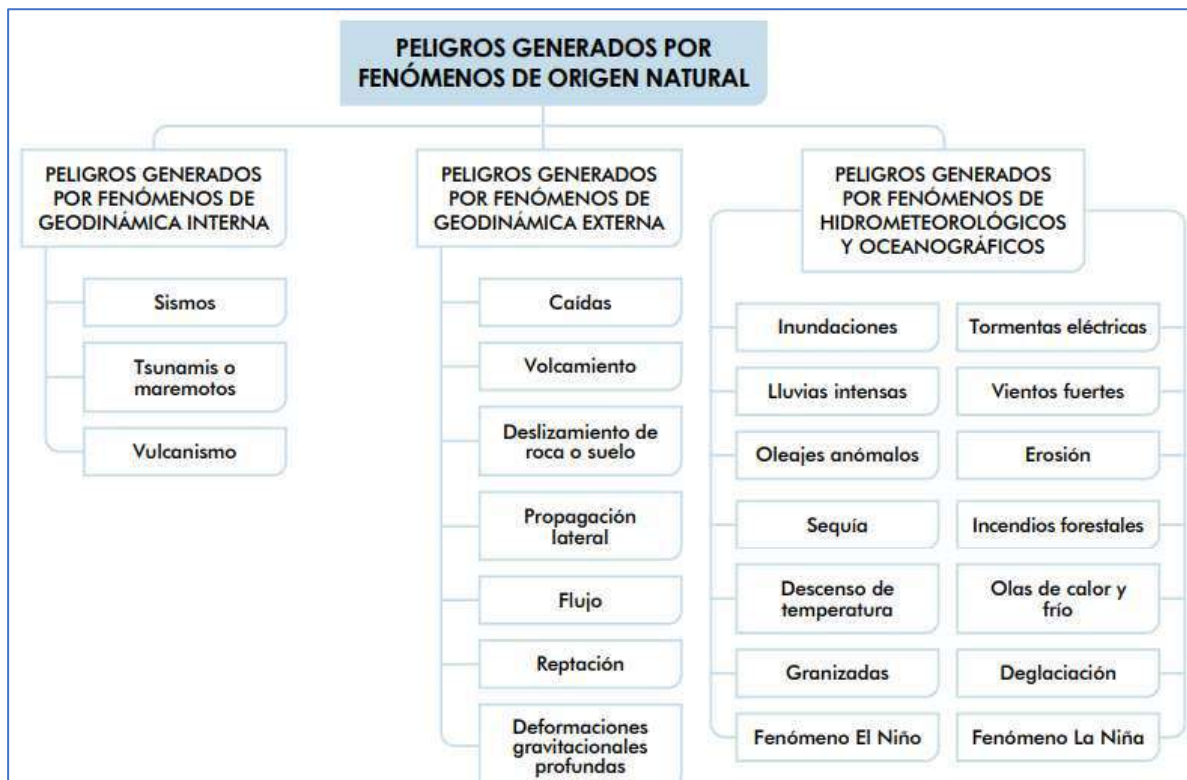 PELIGROS GENERADOS POR
FENÓMENOS DE ORIGEN NATURAL
PELIGROS GENERADOS
POR FENÓMENOS DE
GEODINÁMICA INTERNA
Sismos
Tsunamis o
maremotos
Vulcanismo
PELIGROS GENERADOS
POR FENÓMENOS DE
GEODINÁMICA EXTERNA
Caídas
Volcamiento
Deslizamiento de
roca o suelo
Propagación
lateral
Flujo
Reptación
Deformaciones
gravitacionales
profundas
PELIGROS GENERADOS
POR FENÓMENOS DE
HIDROMETEOROLÓGICOS
Y OCEANOGRÁFICOS
Inundaciones
Lluvias intensas
Oleajes anómalos
Sequía
Descenso de
temperatura
Granizadas
Fenómeno El Niño
Tormentas eléctricas
Vientos fuertes
Erosión
Incendios forestales
Olas de calor y
frío
Deglaciación
Fenómeno La Niña